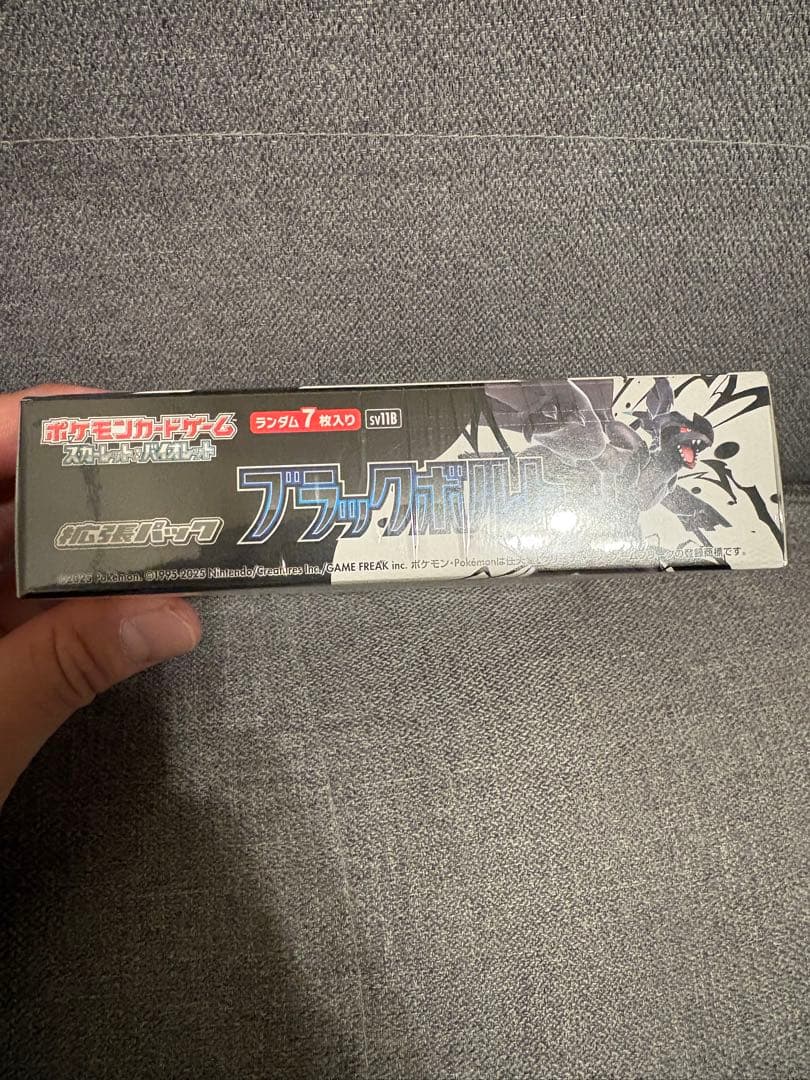 ポケモンカードゲーム
スカーレット&バイオレット
ランダム7枚入り
SV11B
拡張パック
ブラックボルト
©2025 Pokémon. ©1995-2025 Nintendo/Creatures Inc./GAME FREAK inc. ポケモン・Pokémonは任天 の登録商標です。